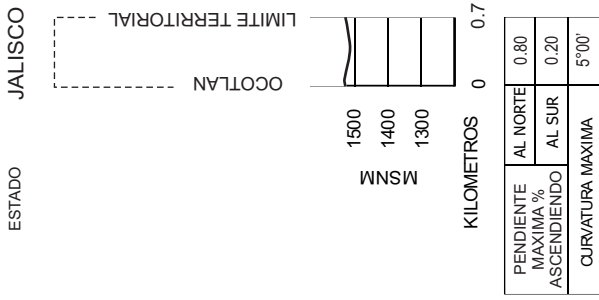 ESTADO
JALISCO
OCOTLAN
LIMITE TERRITORIAL
MSNM
1500
1400
1300
KILOMETROS
0
0.7
PENDIENTE
MAXIMA %
ASCENDIENDO
AL NORTE
0.80
AL SUR
0.20
CURVATURA MAXIMA
5°00'